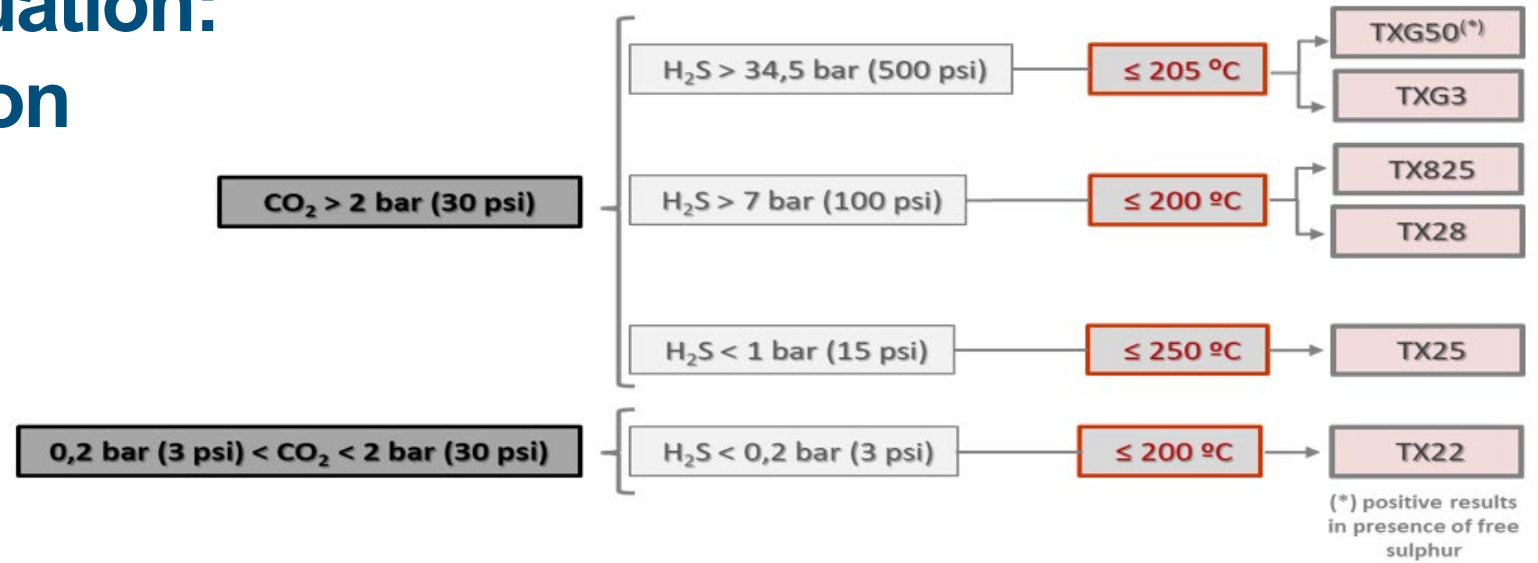 uation:
on
CO₂ > 2 bar (30 psi)
H₂S > 34,5 bar (500 psi)
≤ 205 ºC
TXG50(*)
TXG3
H₂S > 7 bar (100 psi)
≤ 200 ºC
TX825
TX28
H₂S < 1 bar (15 psi)
≤ 250 ºC
TX25
0,2 bar (3 psi) < CO₂ < 2 bar (30 psi)
H₂S < 0,2 bar (3 psi)
≤ 200 ºC
TX22
(*) positive results
in presence of free
sulphur